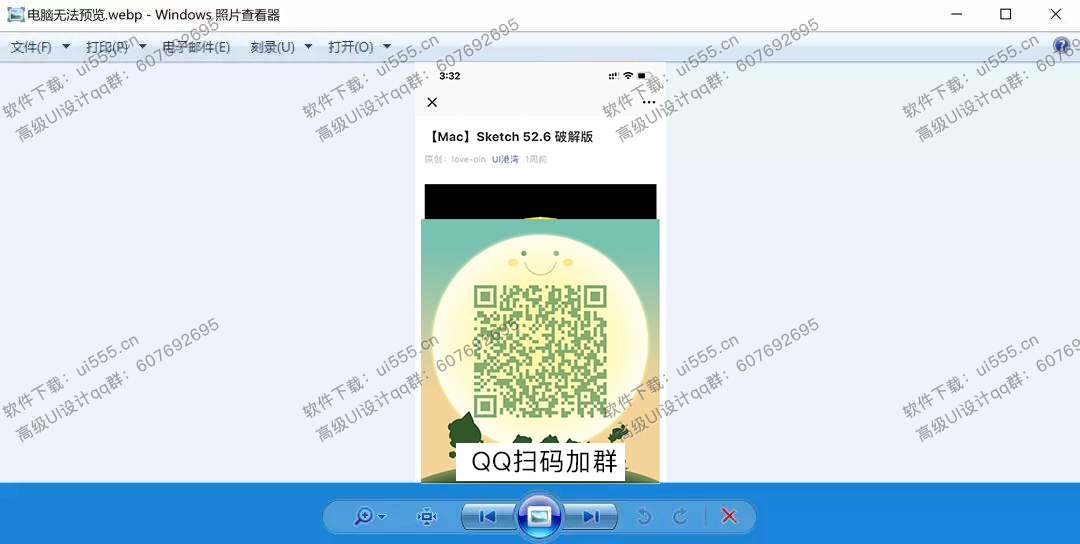 电脑无法预览.webp - Windows 照片查看器
文件(F) 打印(P) 电子邮件(E) 刻录(U) 打开(O)
3:32
【Mac】Sketch 52.6 破解版
原创: love-oin UI港湾 1周前
QQ扫码加群
软件下载: ui555.cn
高级UI设计qq群: 607692695
软件下载: ui555.cn
高级UI设计qq群: 607692695
软件下载: ui555.cn
高级UI设计qq群: 607692695
软件下载: ui555.cn
高级UI设计qq群: 607692695
软件下载: ui555.cn
高级UI设计qq群: 607692695
软件下载: ui555.cn
高级UI设计qq群: 607692695
软件下载: ui555.cn
高级UI设计qq群: 6076
软件下载: ui555.cn
高级UI设计qq群: 6076